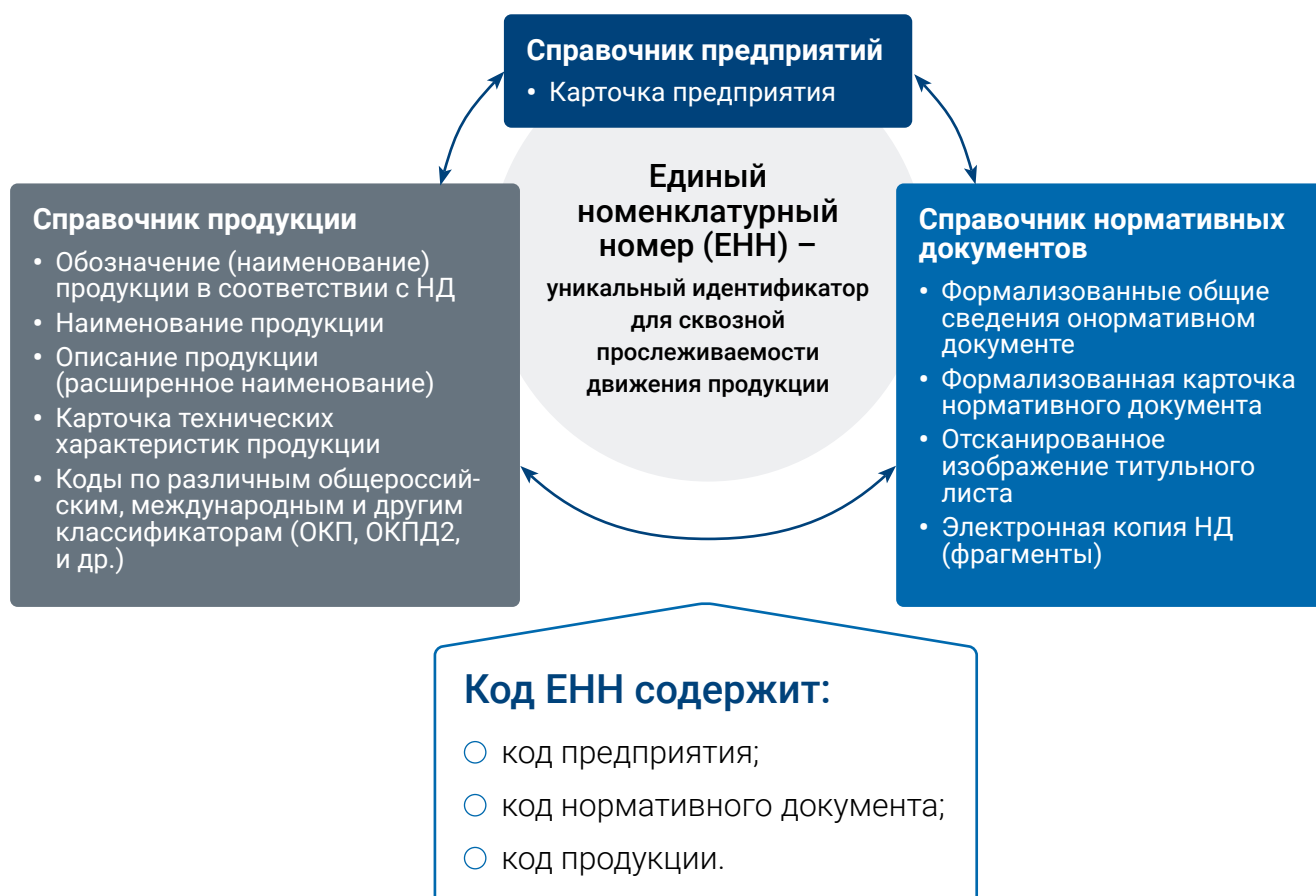 Справочник предприятий
• Карточка предприятия
Единый
номенклатурный
номер (ЕНН) –
уникальный идентификатор
для сквозной
прослеживаемости
движения продукции
Справочник продукции
• Обозначение (наименование)
продукции в соответствии с НД
• Наименование продукции
• Описание продукции
(расширенное наименование)
• Карточка технических
характеристик продукции
• Коды по различным общероссий-
ским, международным и другим
классификаторам (ОКП, ОКПД2,
и др.)
Справочник нормативных
документов
• Формализованные общие
сведения онормативном
документе
• Формализованная карточка
нормативного документа
• Отсканированное
изображение титульного
листа
• Электронная копия НД
(фрагменты)
Код ЕНН содержит:
○ код предприятия;
○ код нормативного документа;
○ код продукции.